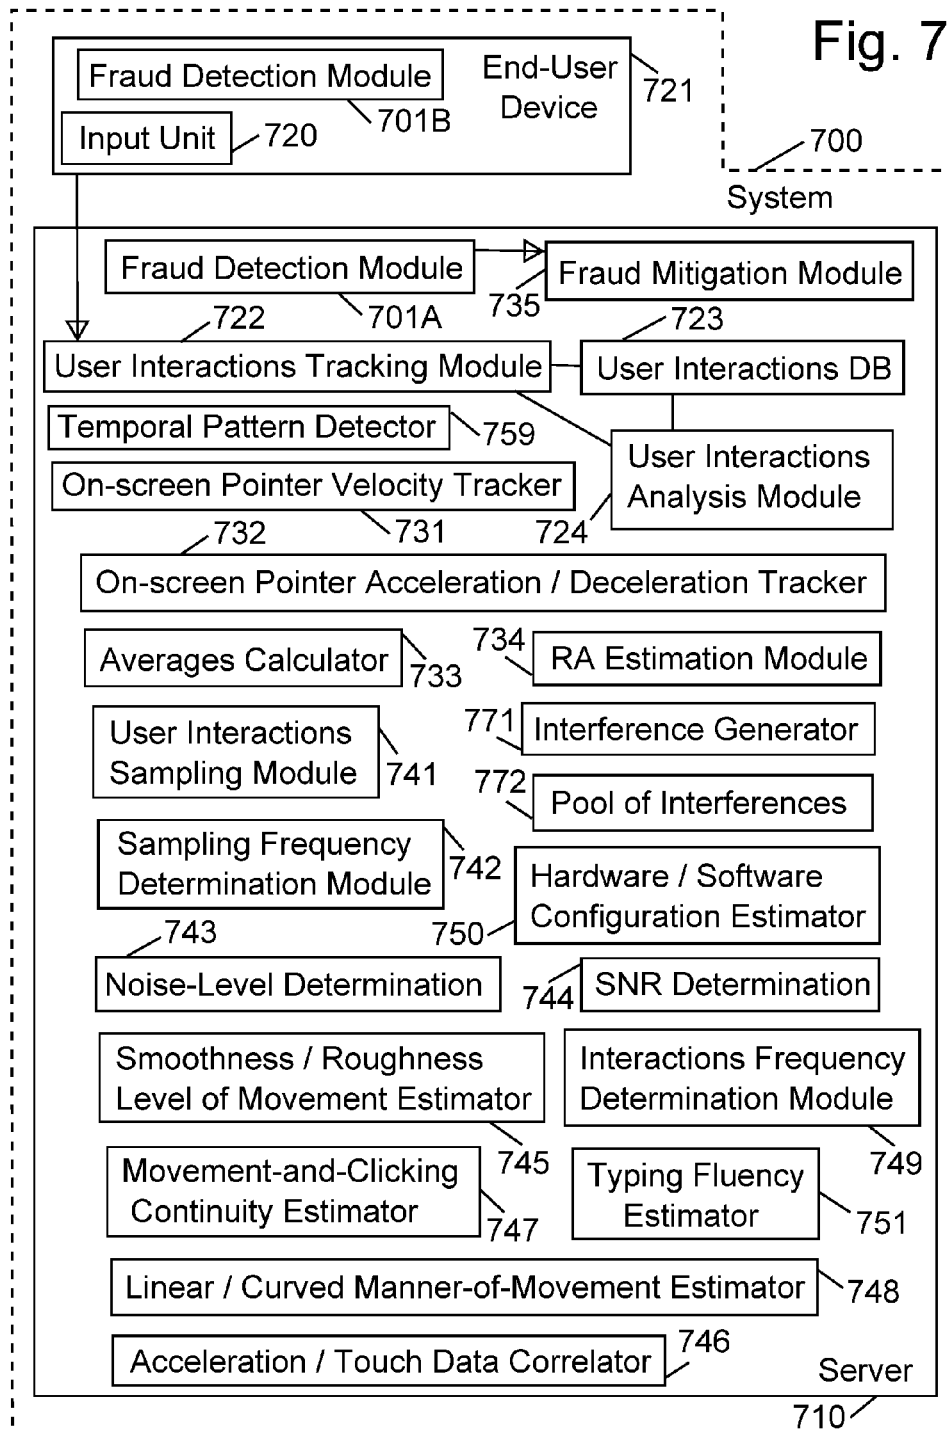 Fig. 7
Fraud Detection Module
701B
End-User
Device
721
Input Unit
720
700
System
Fraud Detection Module
701A
Fraud Mitigation Module
735
722
User Interactions Tracking Module
723
User Interactions DB
Temporal Pattern Detector
759
User Interactions
Analysis Module
724
On-screen Pointer Velocity Tracker
731
732
On-screen Pointer Acceleration / Deceleration Tracker
Averages Calculator
733
734
RA Estimation Module
User Interactions
Sampling Module
741
771
Interference Generator
772
Pool of Interferences
Sampling Frequency
Determination Module
742
Hardware / Software
Configuration Estimator
750
743
Noise-Level Determination
744
SNR Determination
Smoothness / Roughness
Level of Movement Estimator
745
Interactions Frequency
Determination Module
749
Movement-and-Clicking
Continuity Estimator
747
Typing Fluency
Estimator
751
Linear / Curved Manner-of-Movement Estimator
748
Acceleration / Touch Data Correlator
746
Server
710